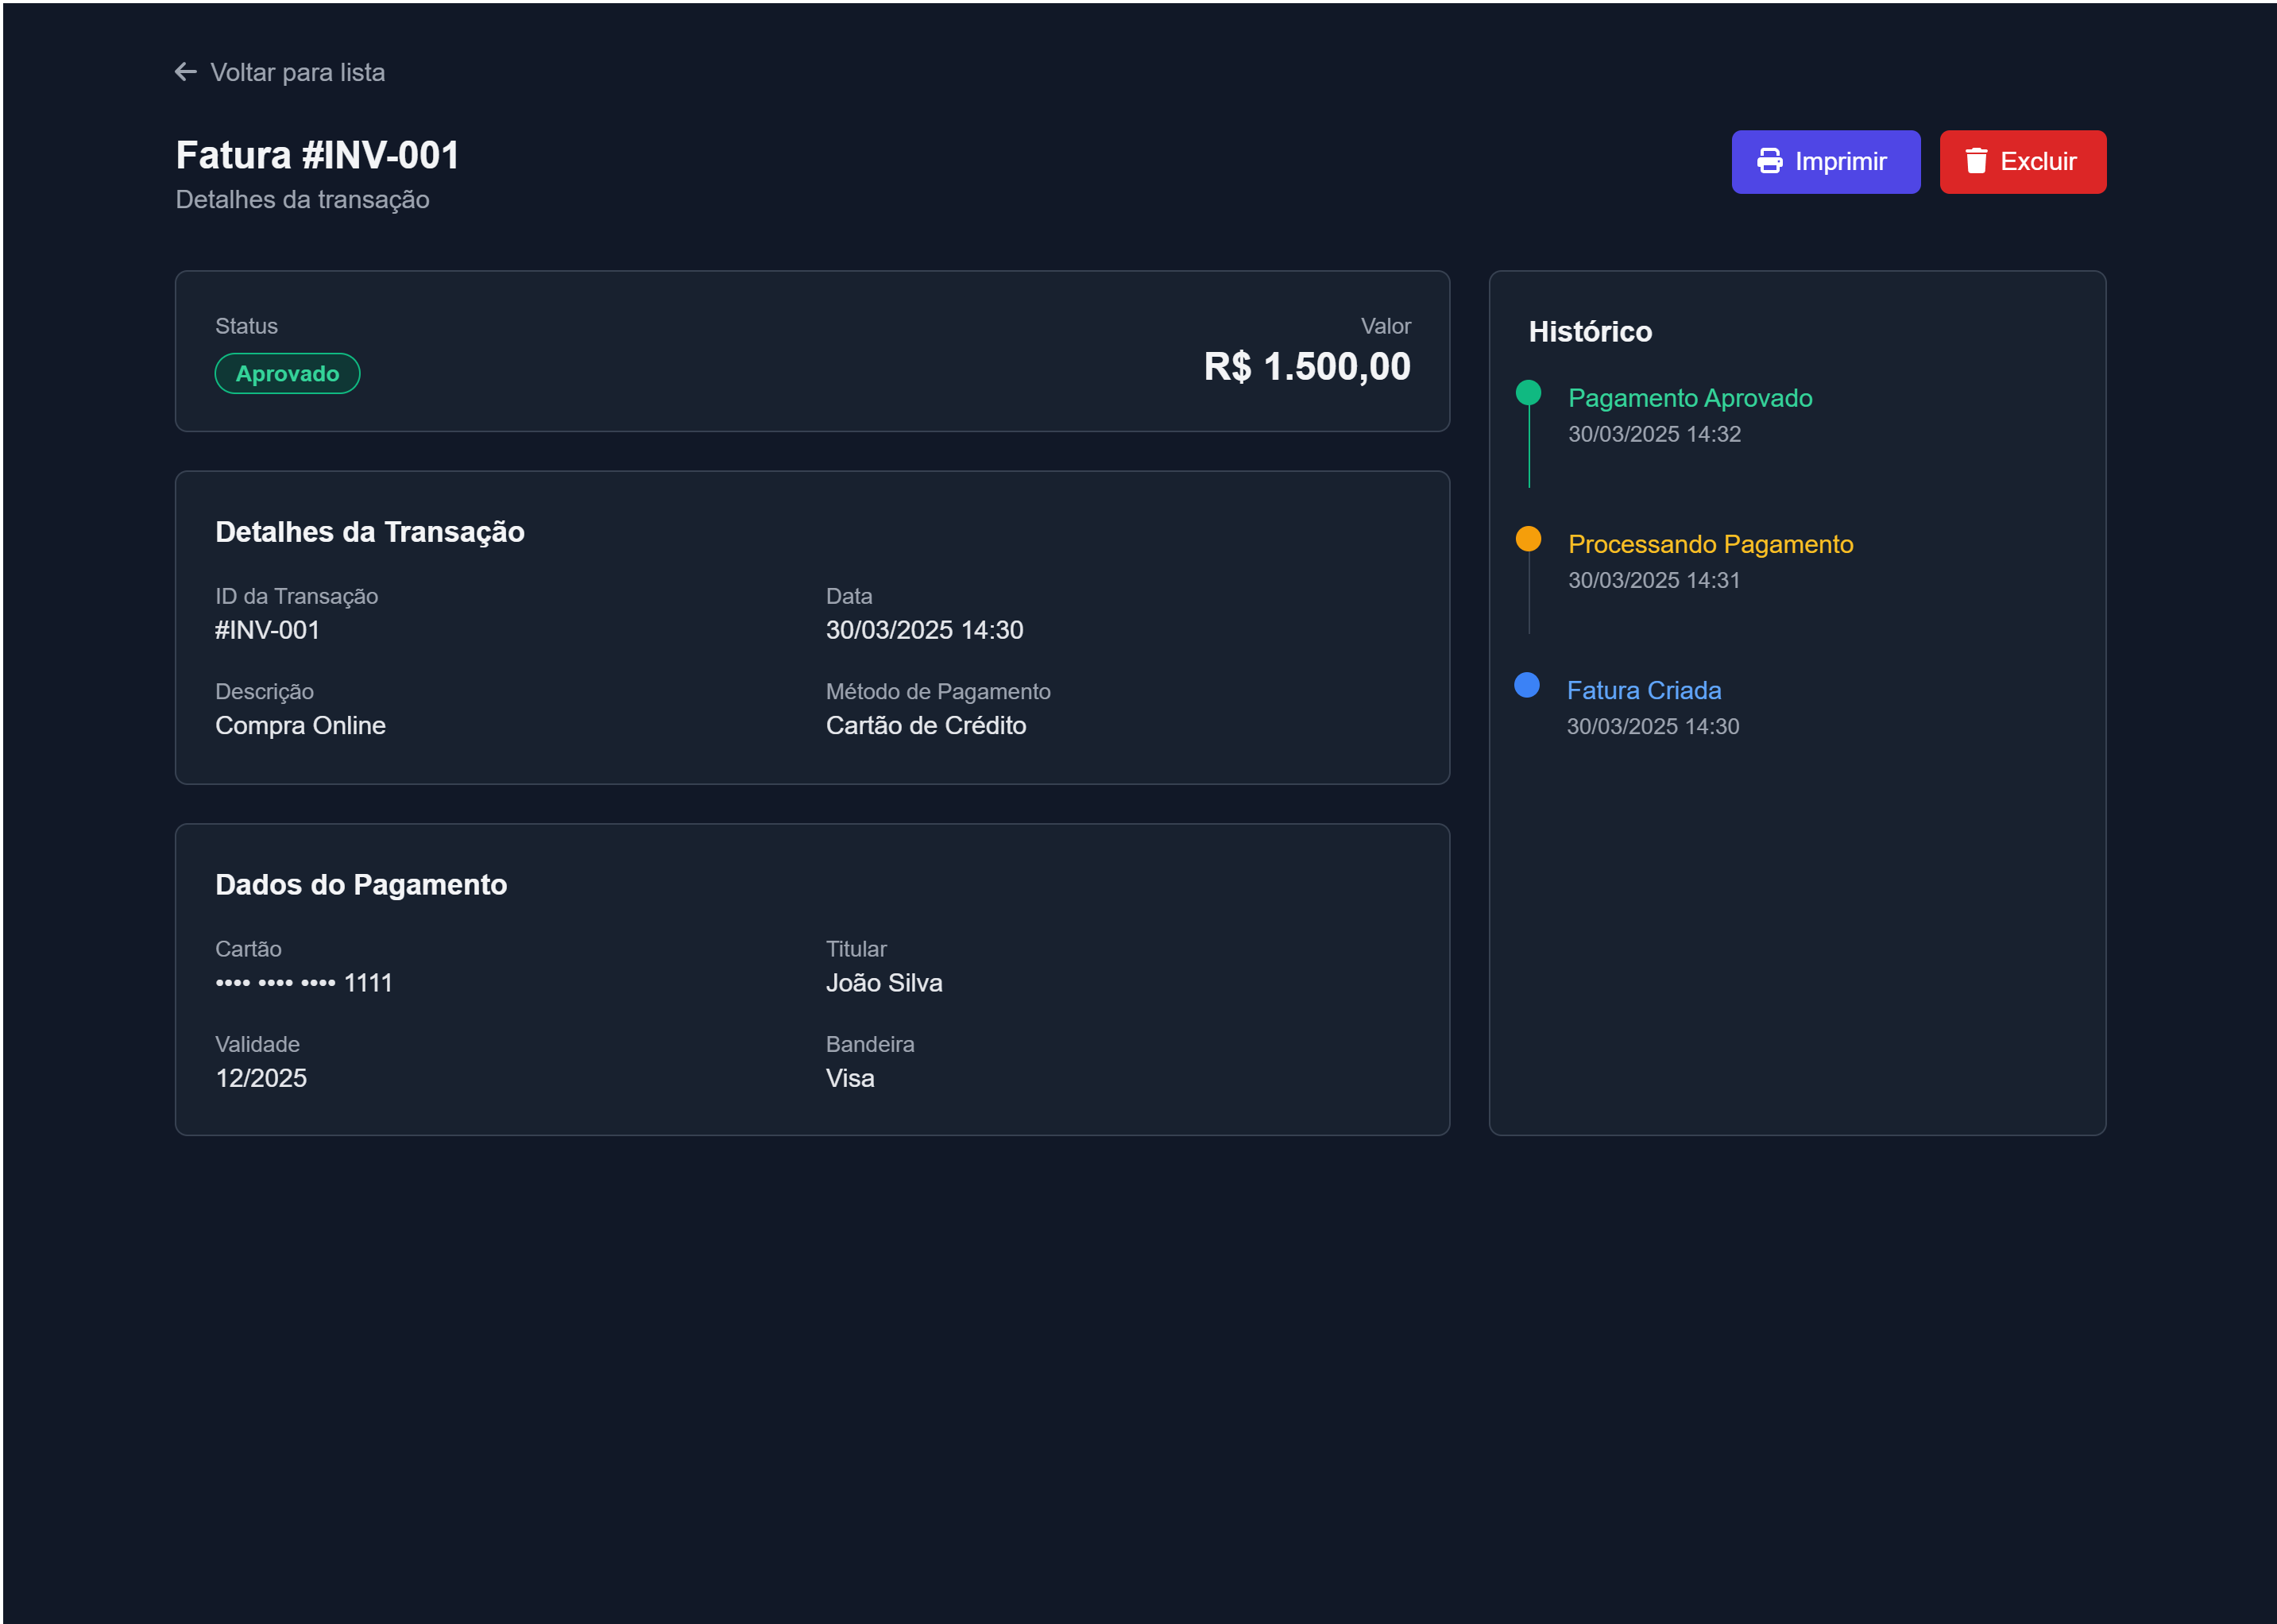 Voltar para lista
Fatura #INV-001
Detalhes da transação
Imprimir
Excluir
Status
Aprovado
Valor
R$ 1.500,00
Detalhes da Transação
ID da Transação
#INV-001
Data
30/03/2025 14:30
Descrição
Compra Online
Método de Pagamento
Cartão de Crédito
Dados do Pagamento
Cartão
•••• •••• •••• 1111
Titular
João Silva
Validade
12/2025
Bandeira
Visa
Histórico
Pagamento Aprovado
30/03/2025 14:32
Processando Pagamento
30/03/2025 14:31
Fatura Criada
30/03/2025 14:30